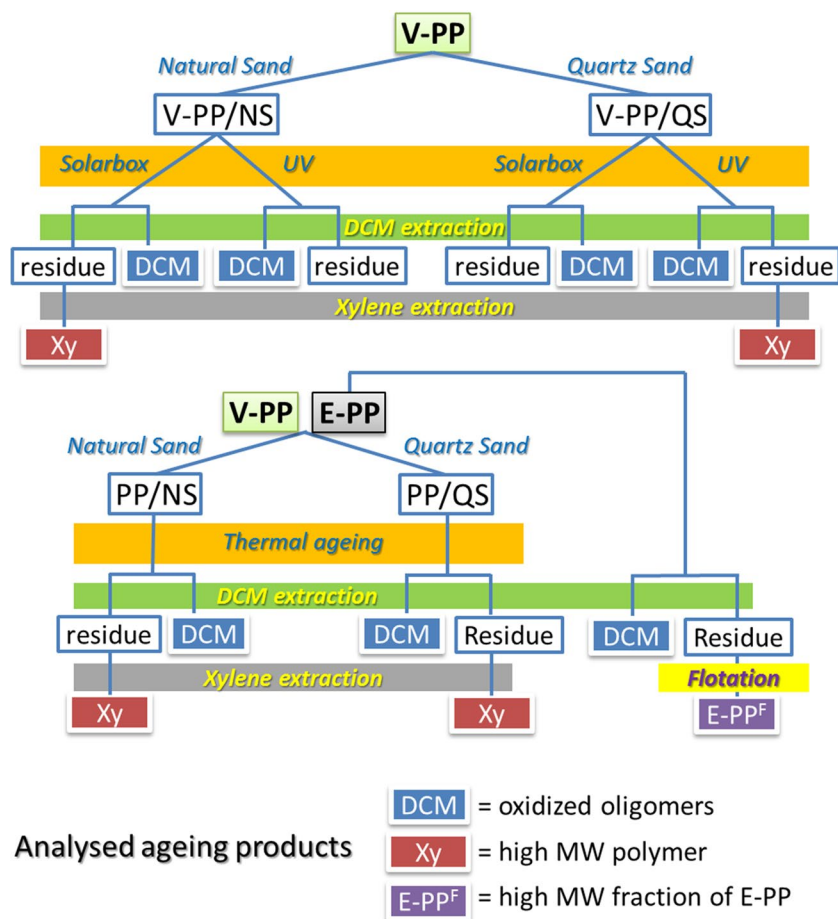 V-PP
Natural Sand Quartz Sand
V-PP/NS V-PP/QS
Solarbox UV Solarbox UV
DCM extraction
residue DCM DCM residue residue DCM DCM residue
Xylene extraction
Xy Xy
V-PP E-PP
Natural Sand Quartz Sand
PP/NS PP/QS
Thermal ageing
DCM extraction
residue DCM DCM Residue DCM Residue
Xylene extraction Flotation
Xy Xy E-PPF
DCM = oxidized oligomers
Analysed ageing products
Xy = high MW polymer
E-PPF = high MW fraction of E-PP